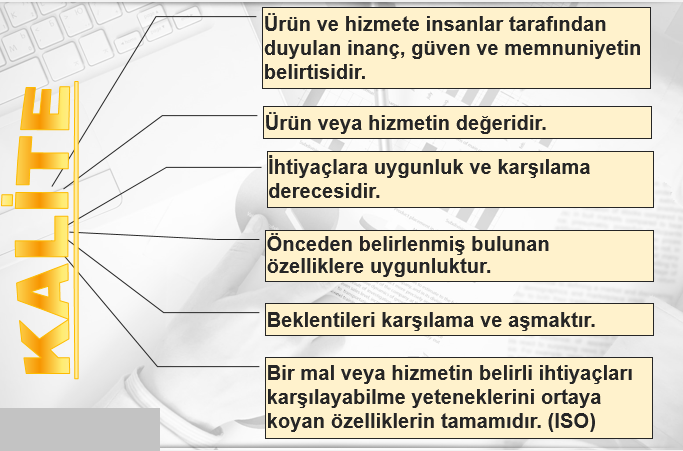 KALİTE
Ürün ve hizmete insanlar tarafından
duyulan inanç, güven ve memnuniyetin
belirtisidir.
Ürün veya hizmetin değeridir.
İhtiyaçlara uygunluk ve karşılama
derecesidir.
Önceden belirlenmiş bulunan
özelliklere uygunluktur.
Beklentileri karşılama ve aşmaktır.
Bir mal veya hizmetin belirli ihtiyaçları
karşılayabilme yeteneklerini ortaya
koyan özelliklerin tamamıdır. (ISO)